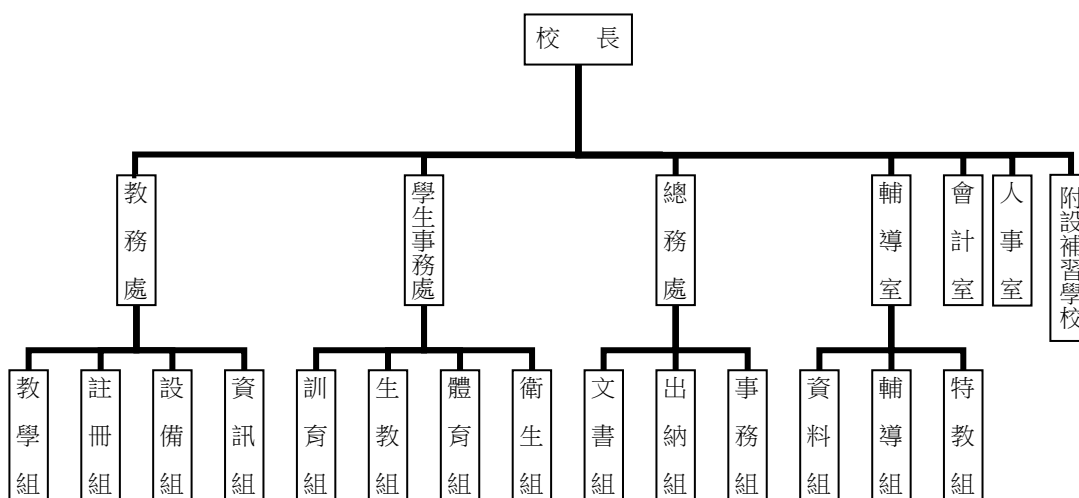 校長
教務處
學生事務處
總務處
輔導室
會計室
人事室
附設補習學校
教學組
註冊組
設備組
資訊組
訓育組
生教組
體育組
衛生組
文書組
出納組
事務組
資料組
輔導組
特教組